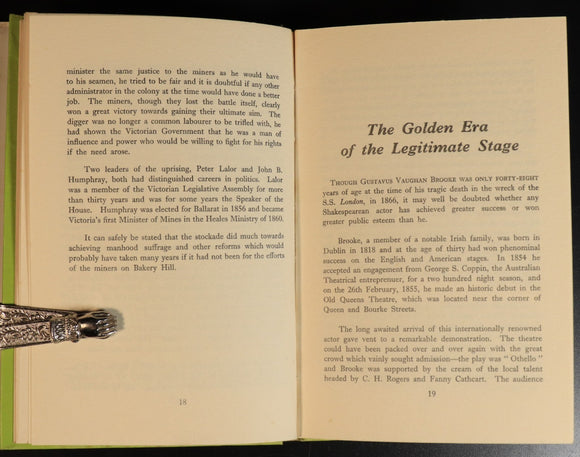 minister the same justice to the miners as he would have
to his seamen, he tried to be fair and it is doubtful if any other
administrator in the colony at the time would have done a better
job. The miners, though they lost the battle itself, clearly
won a great victory towards gaining their ultimate aim. The
digger was no longer a common labourer to be trifled with, he
had shown the Victorian Government that he was a man of
influence and power who would be willing to fight for his rights
if the need arose.
Two leaders of the uprising, Peter Lalor and John B.
Humphray, both had distinguished careers in politics. Lalor
was a member of the Victorian Legislative Assembly for more
than thirty years and was for some years the Speaker of the
House. Humphray was elected for Ballarat in 1856 and became
Victoria's first Minister of Mines in the Heales Ministry of 1860.
It can safely be stated that the stockade did much towards
achieving manhood suffrage and other reforms which would
probably have taken many years if it had not been for the efforts
of the miners on Bakery Hill.
18
The Golden Era
of the Legitimate Stage
THOUGH GUSTAVUS VAUGHAN BROOKE WAS ONLY FORTY-EIGHT
years of age at the time of his tragic death in the wreck of the
S.S. London, in 1866, it may well be doubted whether any
Shakespearean actor has achieved greater success or won
greater public esteem than he.
Brooke, a member of a notable Irish family, was born in
Dublin in 1818 and at the age of thirty had won phenomenal
success on the English and American stages. In 1854 he
accepted an engagement from George S. Coppin, the Australian
Theatrical entreprenuer, for a two hundred night season, and
on the 26th February, 1855, he made an historic debut in the
Old Queens Theatre, which was located near the corner of
Queen and Bourke Streets.
The long awaited arrival of this internationally renowned
actor gave vent to a remarkable demonstration. The theatre
could have been packed over and over again with the great
crowd which vainly sought admission—the play was " Othello "
and Brooke was supported by the cream of the local talent
headed by C. H. Rogers and Fanny Cathcart. The audience
19